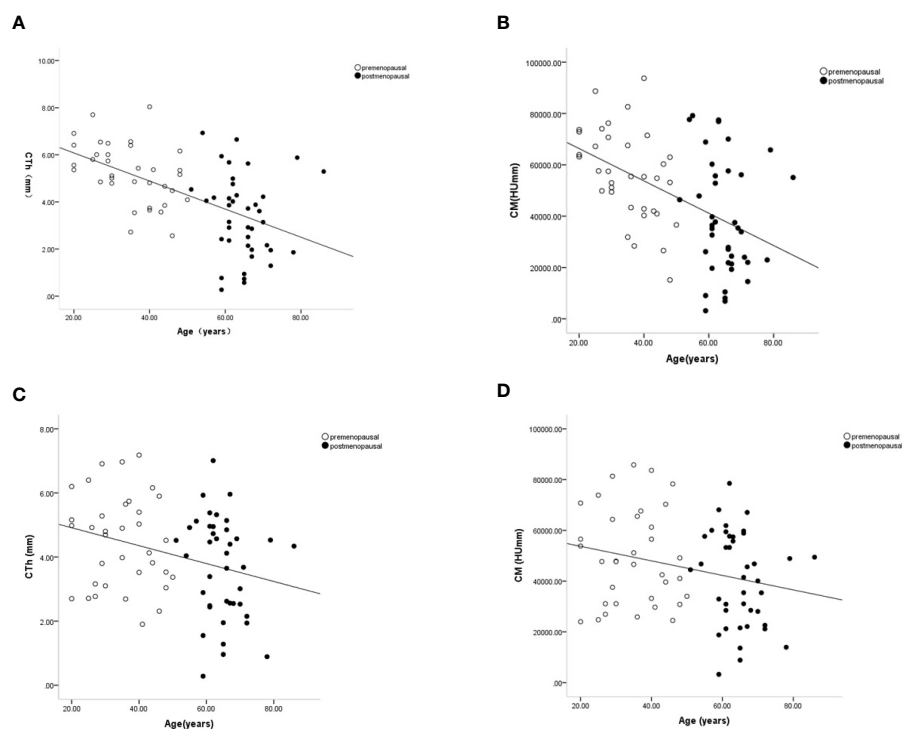 A
10.00
8.00
6.00
4.00
2.00
.00
CTh (mm)
20.00 40.00 60.00 80.00
Age (years)
premenopausal
postmenopausal
B
100000.00
80000.00
60000.00
40000.00
20000.00
.00
CM(HUmm)
20.00 40.00 60.00 80.00
Age(years)
premenopausal
postmenopausal
C
8.00
6.00
4.00
2.00
.00
CTh (mm)
20.00 40.00 60.00 80.00
Age(years)
premenopausal
postmenopausal
D
100000.00
80000.00
60000.00
40000.00
20000.00
.00
CM (HUmm)
20.00 40.00 60.00 80.00
Age (years)
premenopausal
postmenopausal